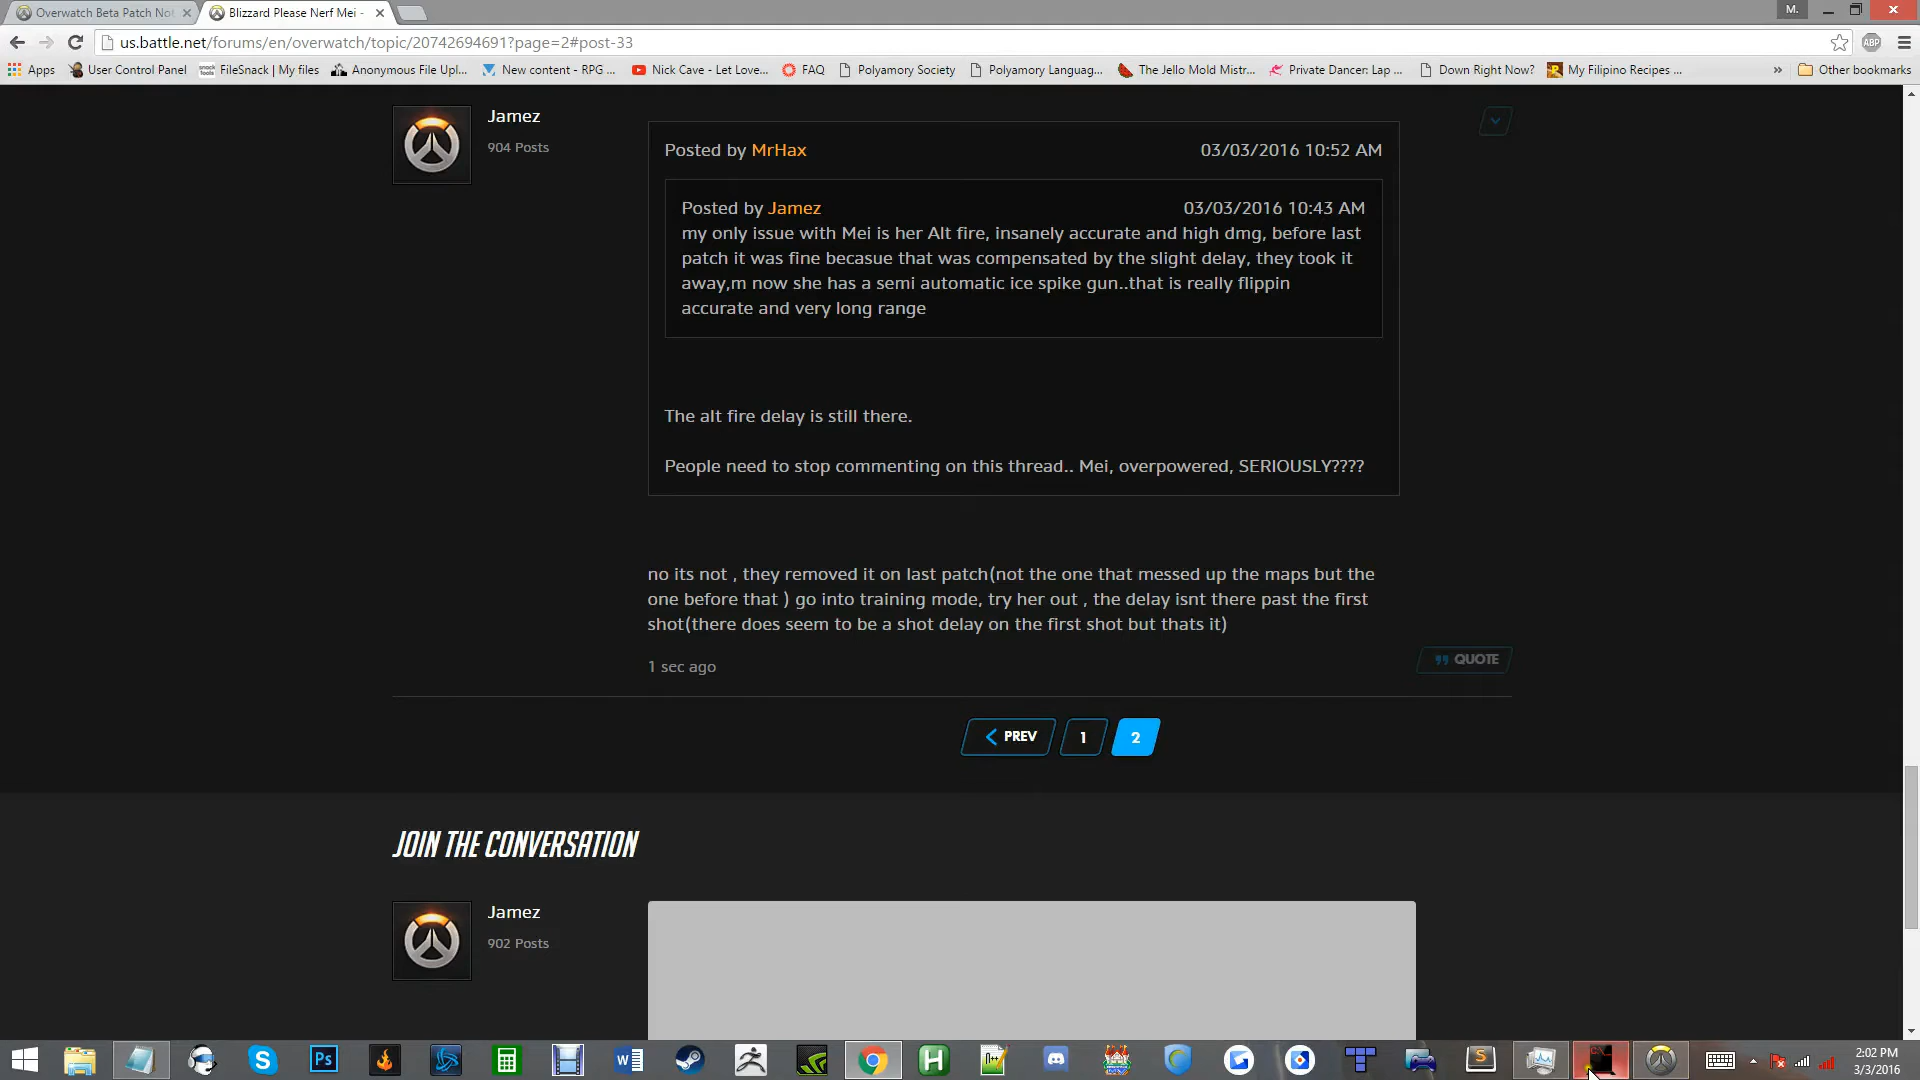 Overwatch Beta Patch Not
Blizzard Please Nerf Mei -
M.
us.battle.net/forums/en/overwatch/topic/20742694691?page=2#post-33
ABP
Apps
User Control Panel
FileSnack | My files
Anonymous File Upl...
New content - RPG ...
Nick Cave - Let Love...
FAQ
Polyamory Society
Polyamory Languag...
The Jello Mold Mistr...
Private Dancer: Lap ...
Down Right Now?
My Filipino Recipes ...
»
Other bookmarks
Jamez
904 Posts
Posted by MrHax
03/03/2016 10:52 AM
Posted by Jamez
03/03/2016 10:43 AM
my only issue with Mei is her Alt fire, insanely accurate and high dmg, before last
patch it was fine becasue that was compensated by the slight delay, they took it
away,m now she has a semi automatic ice spike gun..that is really flippin
accurate and very long range
The alt fire delay is still there.
People need to stop commenting on this thread.. Mei, overpowered, SERIOUSLY????
no its not , they removed it on last patch(not the one that messed up the maps but the
one before that ) go into training mode, try her out , the delay isnt there past the first
shot(there does seem to be a shot delay on the first shot but thats it)
1 sec ago
QUOTE
PREV
1
2
JOIN THE CONVERSATION
Jamez
902 Posts
2:02 PM
3/3/2016